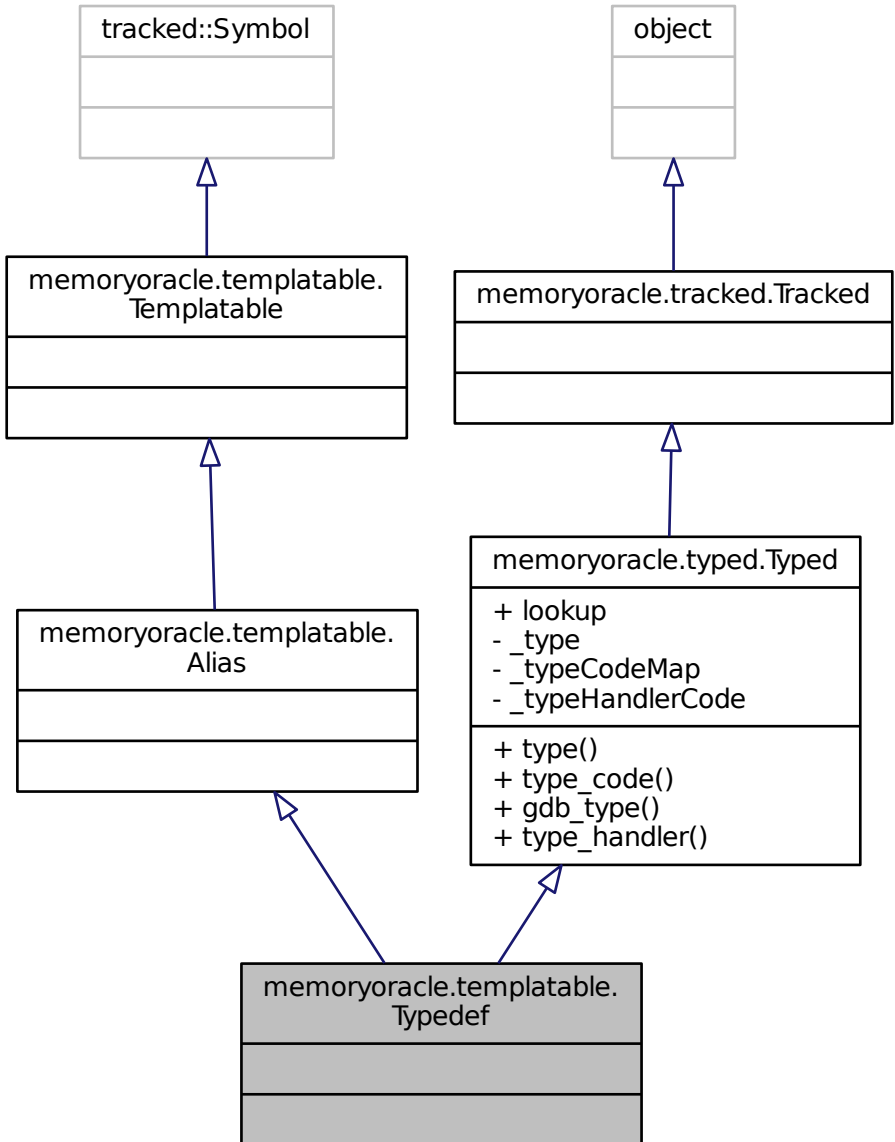 tracked::Symbol
object
memoryoracle.templatable.
Templatable
memoryoracle.tracked.Tracked
memoryoracle.templatable.
Alias
memoryoracle.typed.Typed
+ lookup
- _type
- _typeCodeMap
- _typeHandlerCode
+ type()
+ type_code()
+ gdb_type()
+ type_handler()
memoryoracle.templatable.
Typedef